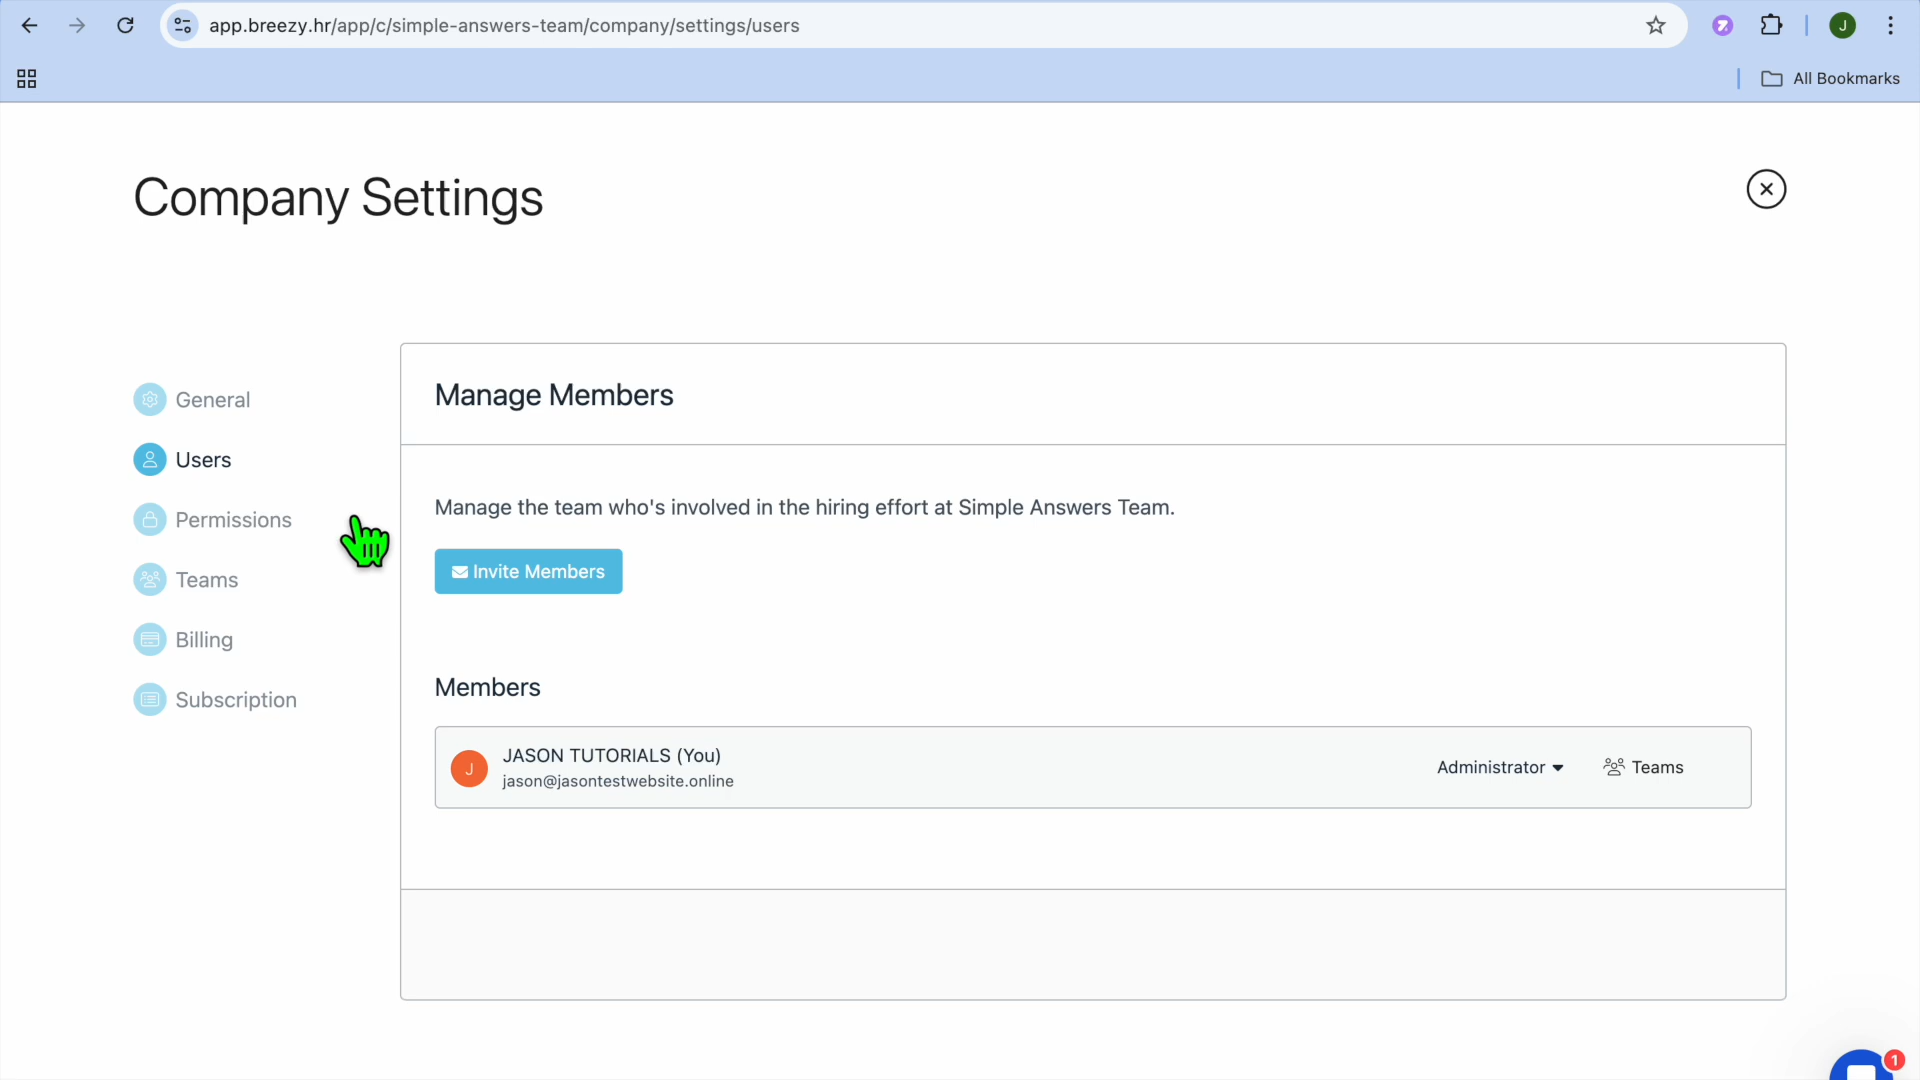 app.breezy.hr/app/c/simple-answers-team/company/settings/users
J
All Bookmarks
Company Settings
General
Users
Permissions
Teams
Billing
Subscription
Manage Members
Manage the team who's involved in the hiring effort at Simple Answers Team.
Invite Members
Members
J
JASON TUTORIALS (You)
jason@jasontestwebsite.online
Administrator
Teams
1